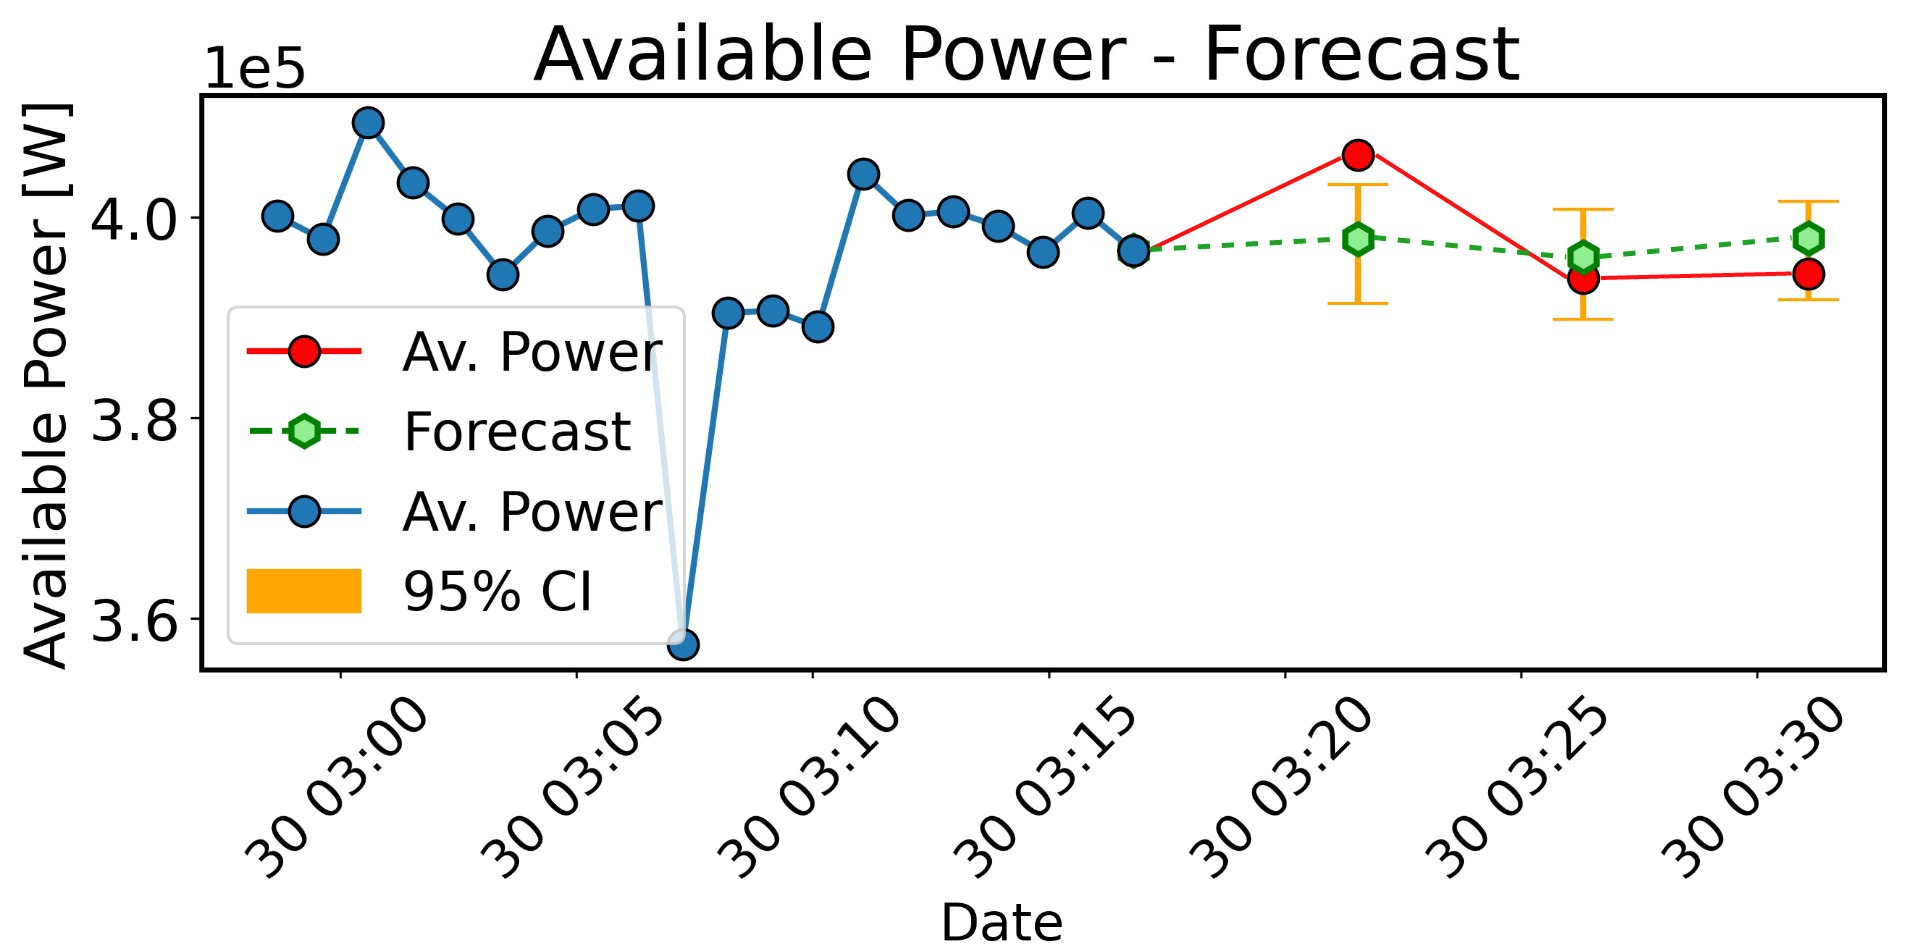 Available Power - Forecast
1e5
Available Power [W]
4.0
3.8
3.6
Av. Power
Forecast
Av. Power
95% CI
30 03:00
30 03:05
30 03:10
30 03:15
30 03:20
30 03:25
30 03:30
Date